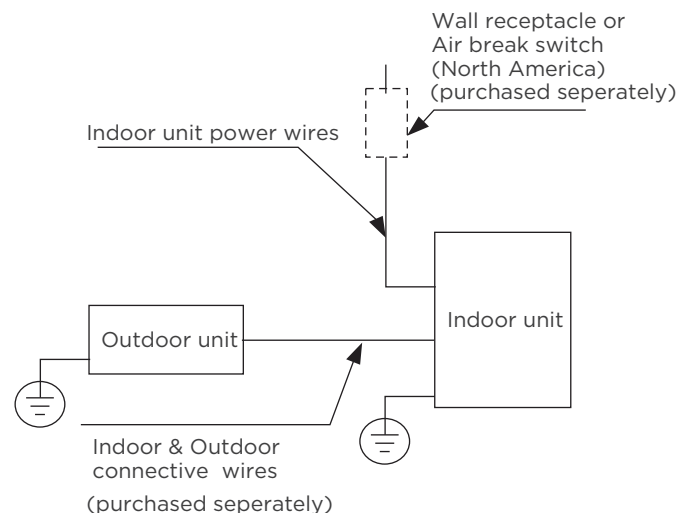 Wall receptacle or
Air break switch
(North America)
(purchased seperately)
Indoor unit power wires
Indoor unit
Outdoor unit
Indoor & Outdoor
connective wires
(purchased seperately)